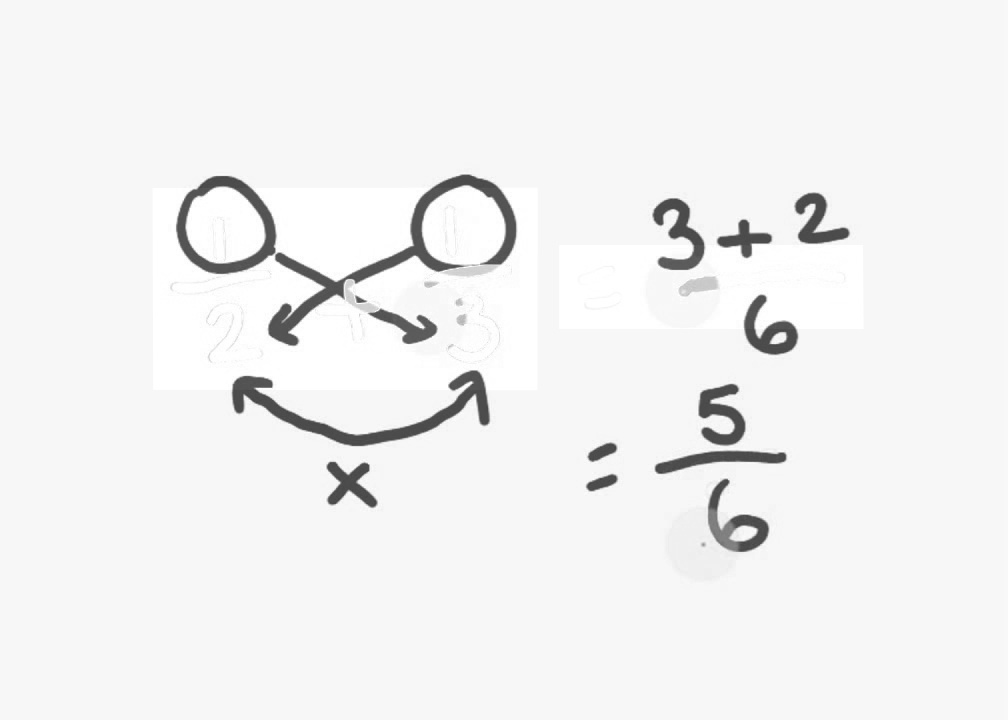 1/2 + 1/3 = (3 + 2)/6
×
= 5/6